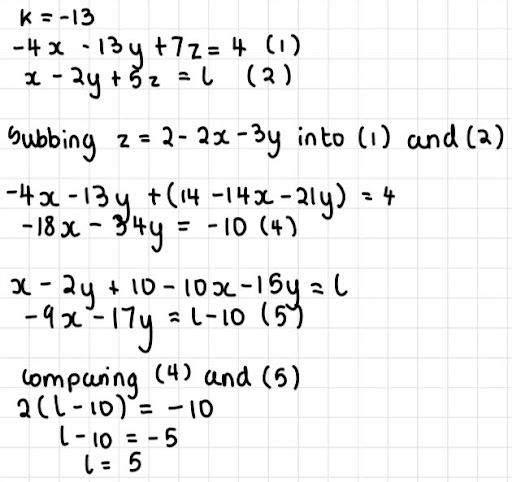 k = -13
-4x - 13y + 7z = 4 (1)
x - 2y + 5z = l (2)
Subbing z = 2 - 2x - 3y into (1) and (2)
-4x - 13y + (14 - 14x - 21y) = 4
-18x - 34y = -10 (4)
x - 2y + 10 - 10x - 15y = l
-9x - 17y = l - 10 (5)
Comparing (4) and (5)
2(l - 10) = -10
l - 10 = -5
l = 5